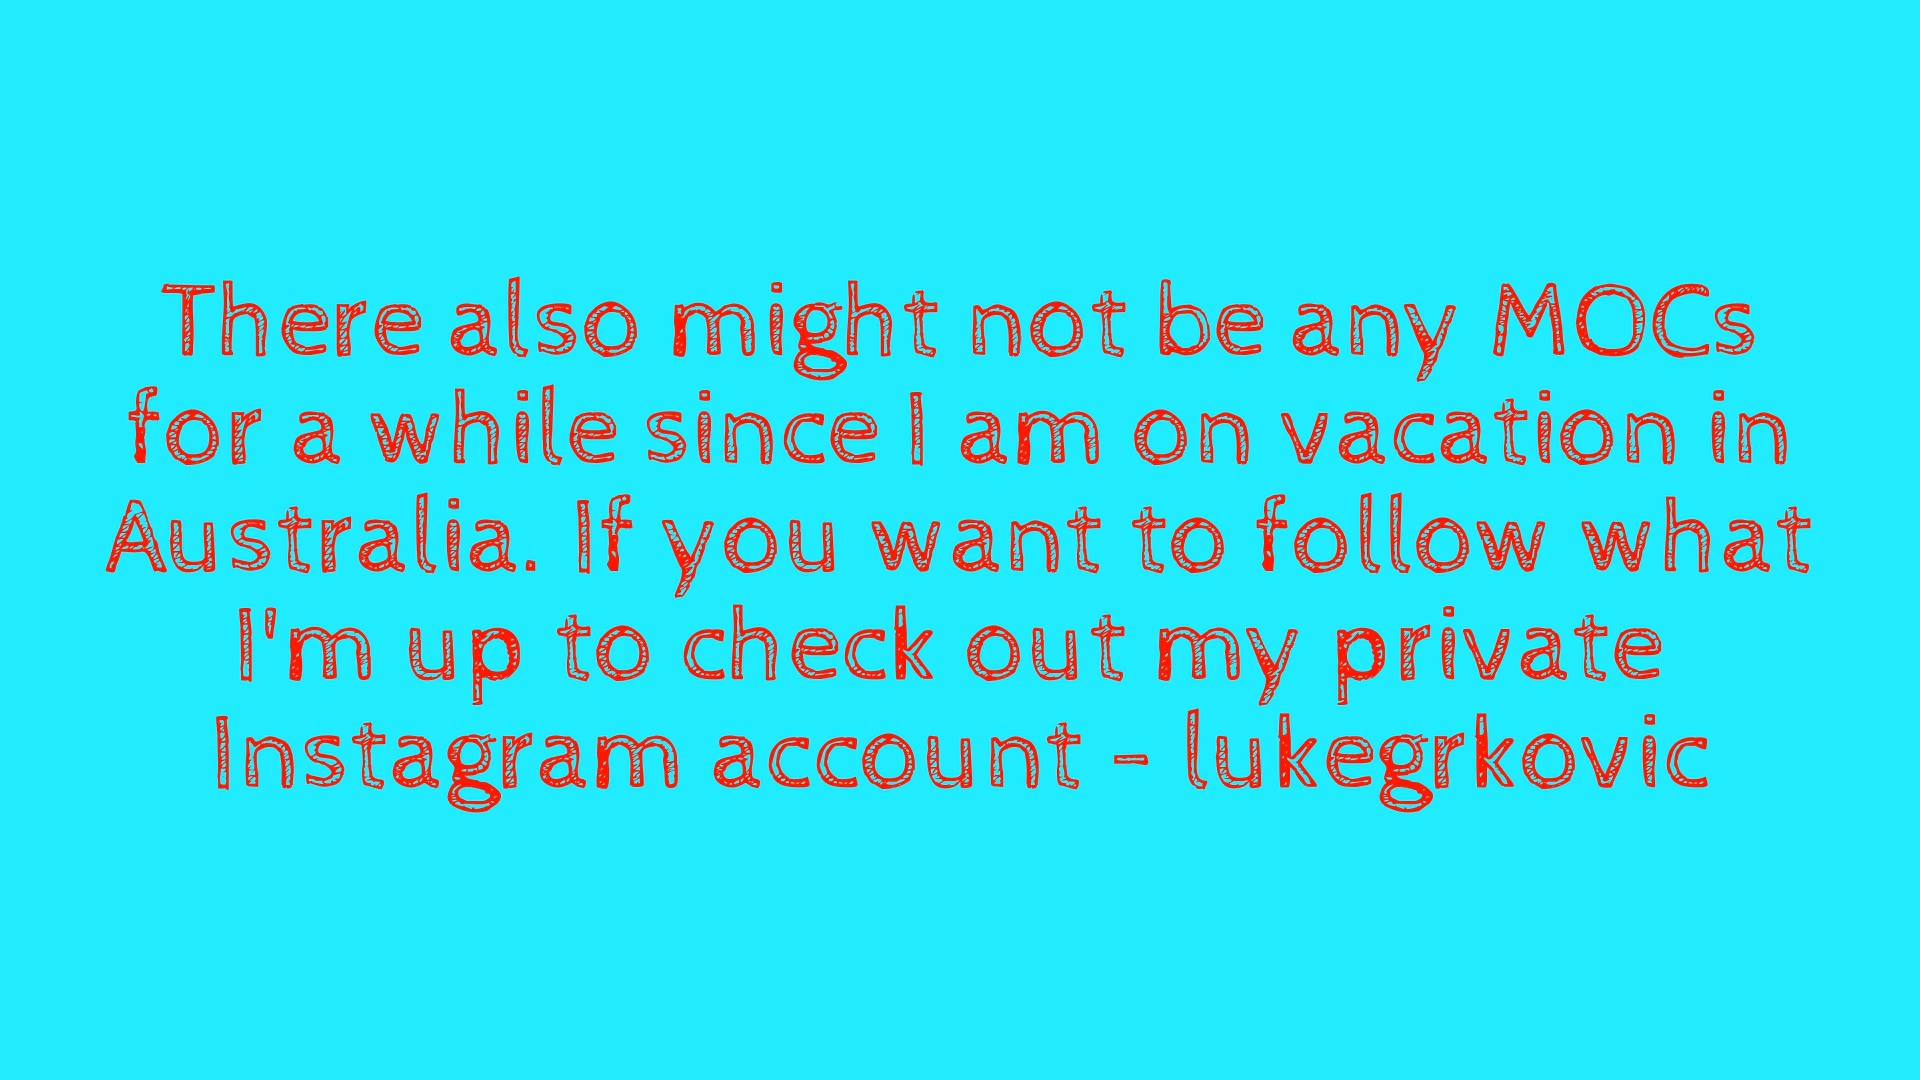 There also might not be any MOCs
for a while since I am on vacation in
Australia. If you want to follow what
I'm up to check out my private
Instagram account - lukegrkovic